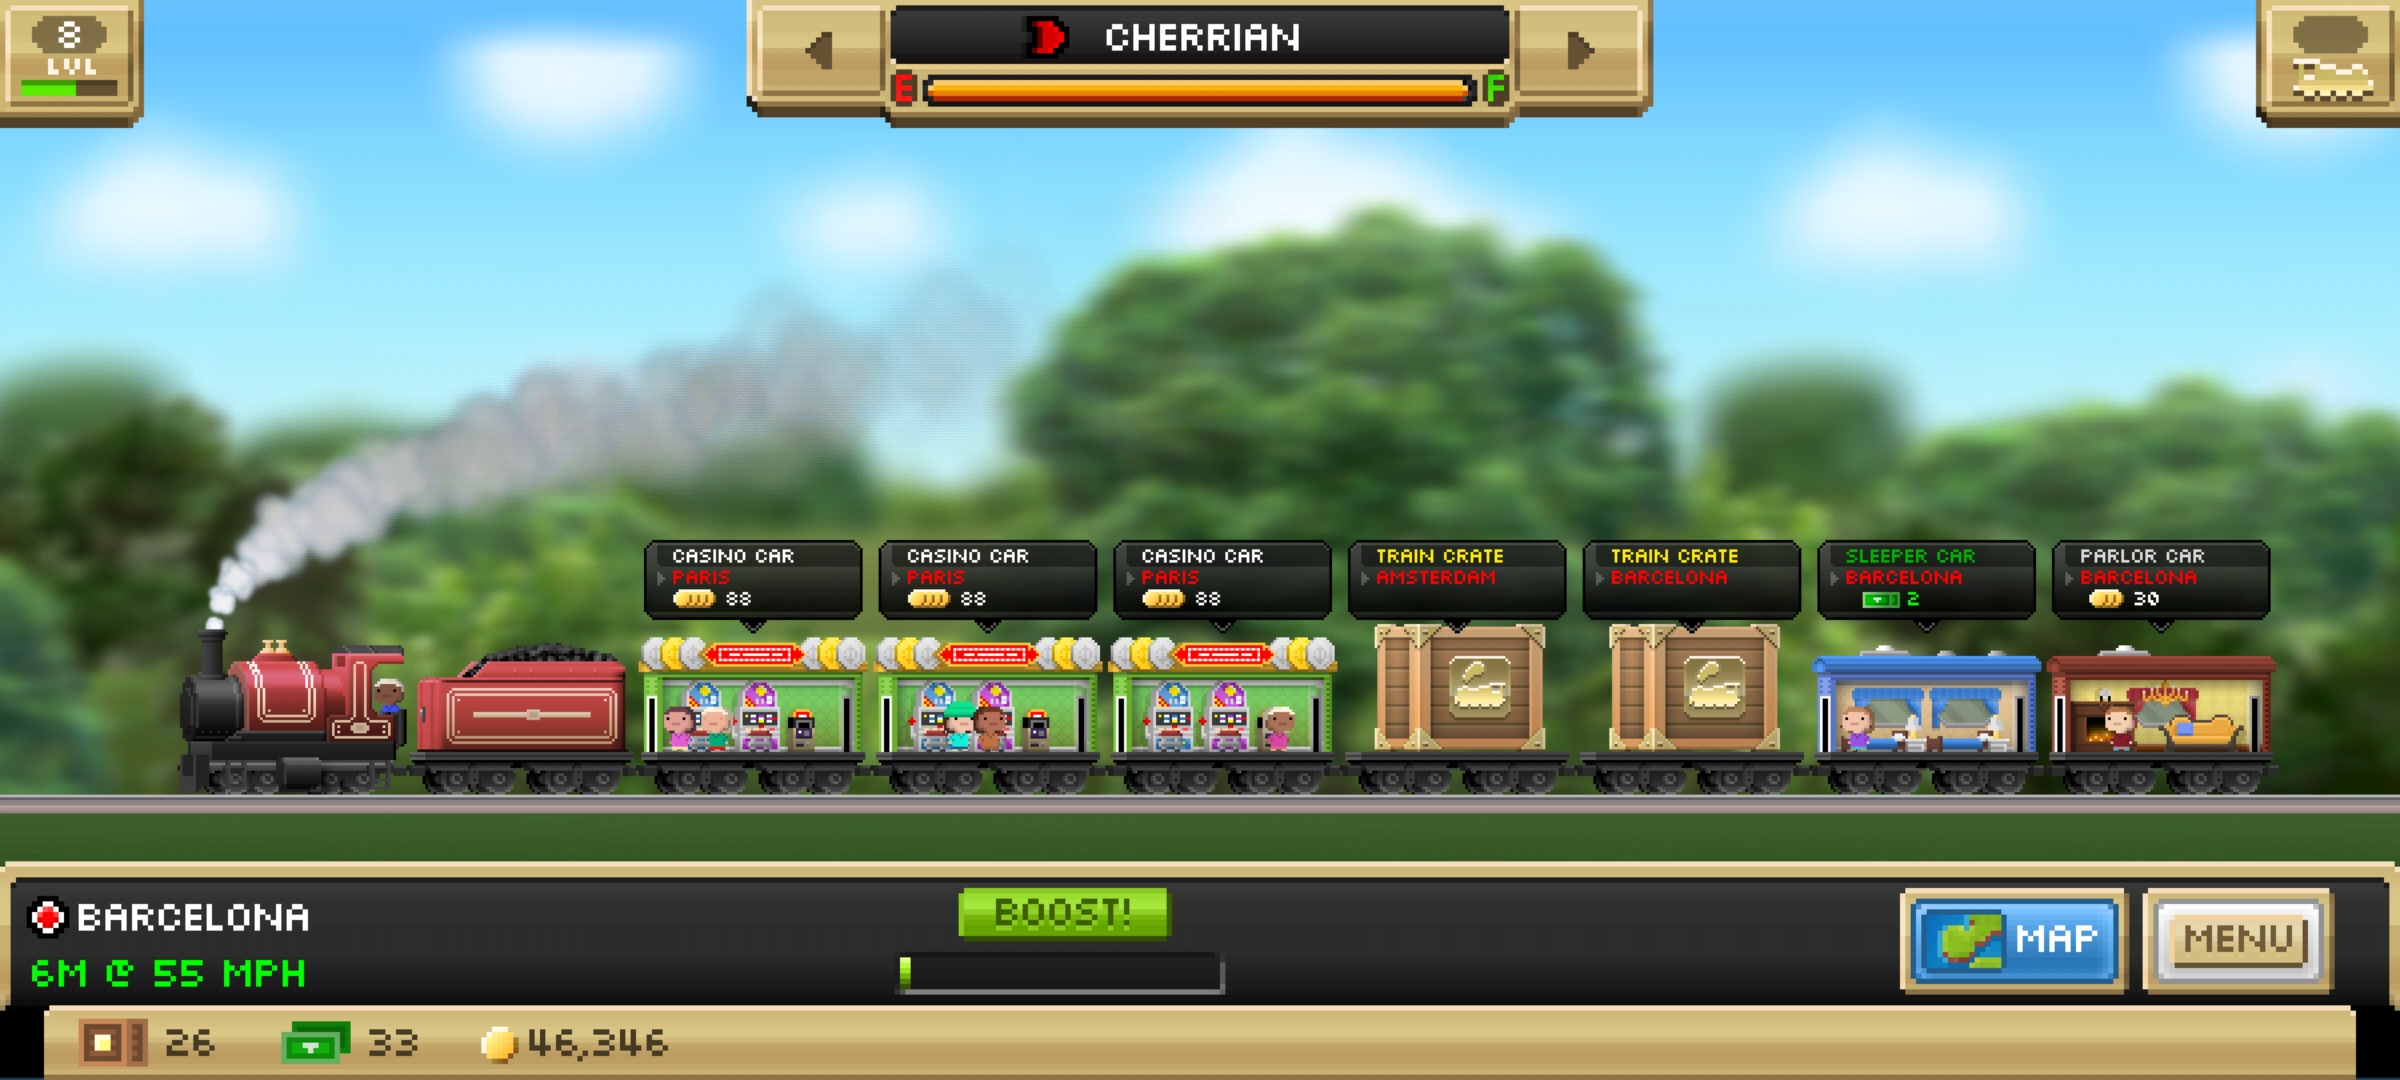 8
LVL
CHERRIAN
E F
CASINO CAR
PARIS
88
CASINO CAR
PARIS
88
CASINO CAR
PARIS
88
TRAIN CRATE
AMSTERDAM
TRAIN CRATE
BARCELONA
SLEEPER CAR
BARCELONA
2
PARLOR CAR
BARCELONA
30
BARCELONA
6M @ 55 MPH
BOOST!
MAP
MENU
26
33
46,346